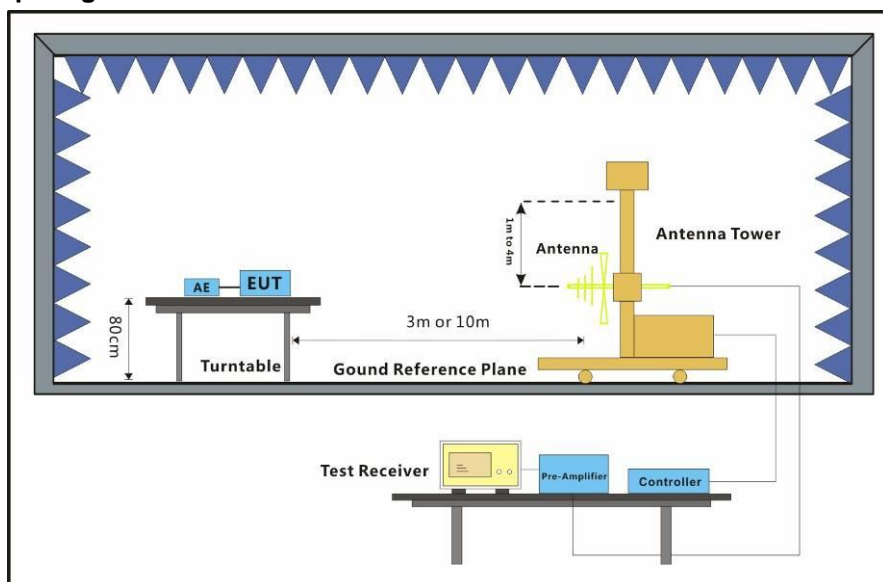 1m to 4m
Antenna
Antenna Tower
AE
EUT
80cm
3m or 10m
Turntable
Gound Reference Plane
Test Receiver
Pre-Amplifier
Controller